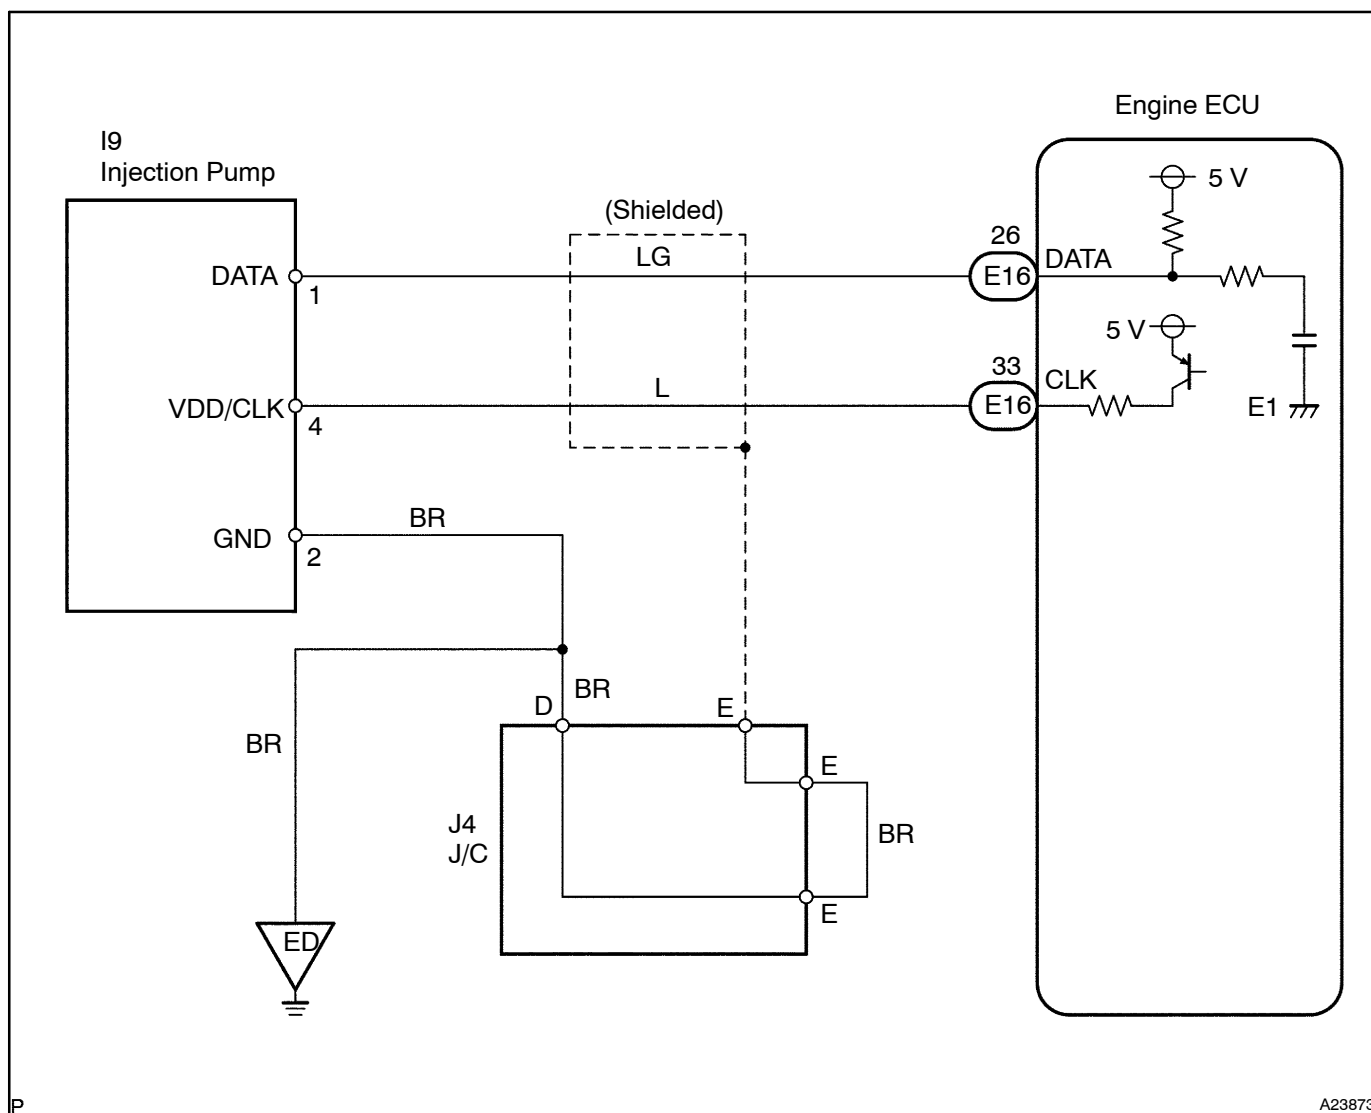 Engine ECU
I9
Injection Pump
5 V
(Shielded)
26
LG
DATA
DATA
E16
1
5 V
33
CLK
L
VDD/CLK
E16
E1
4
BR
GND
2
BR
D
E
BR
E
J4
J/C
BR
E
ED
P
A23873